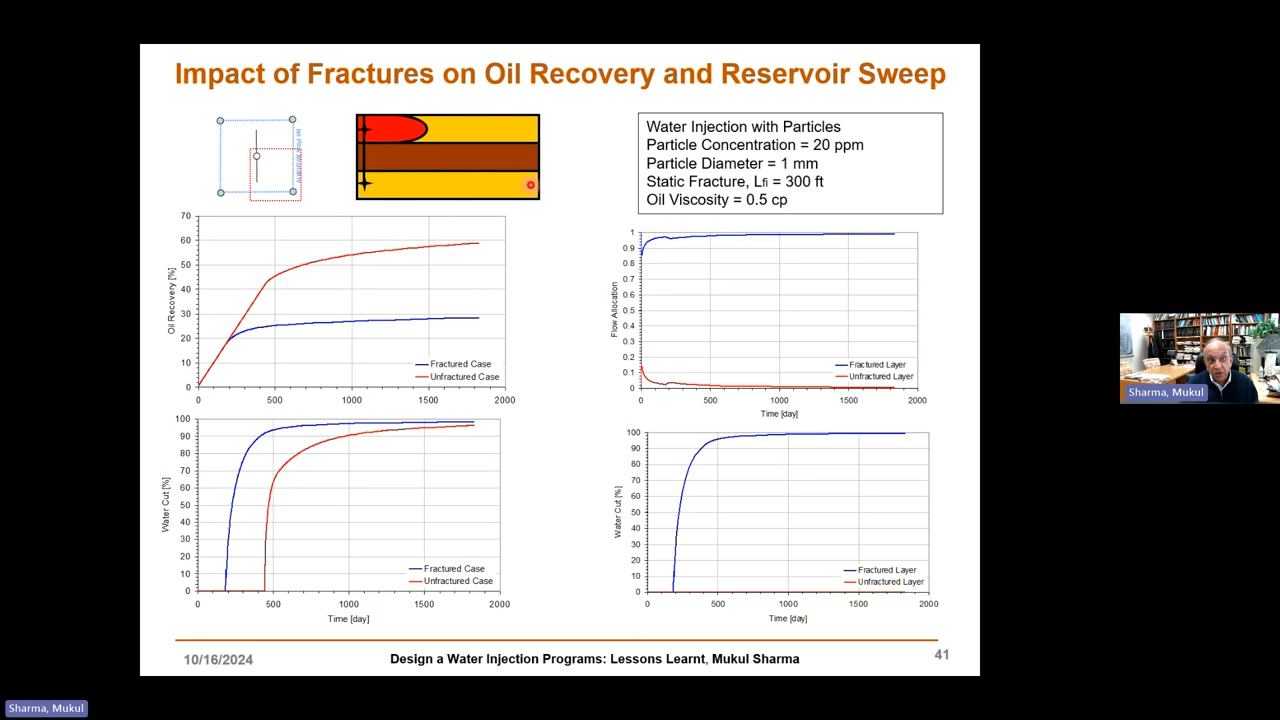 Impact of Fractures on Oil Recovery and Reservoir Sweep
Water Injection with Particles
Particle Concentration = 20 ppm
Particle Diameter = 1 mm
Static Fracture, Lfi = 300 ft
Oil Viscosity = 0.5 cp
Oil Recovery [%]
70
60
50
40
30
20
10
0
0
500
1000
1500
2000
Fractured Case
Unfractured Case
Flow Allocation
1
0.9
0.8
0.7
0.6
0.5
0.4
0.3
0.2
0.1
0
0
500
1000
1500
2000
Time [day]
Fractured Layer
Unfractured Layer
Water Cut [%]
100
90
80
70
60
50
40
30
20
10
0
0
500
1000
1500
2000
Time [day]
Fractured Case
Unfractured Case
Water Cut [%]
100
90
80
70
60
50
40
30
20
10
0
0
500
1000
1500
2000
Time [day]
Fractured Layer
Unfractured Layer
10/16/2024
Design a Water Injection Programs: Lessons Learnt, Mukul Sharma
41
Sharma, Mukul
Sharma, Mukul